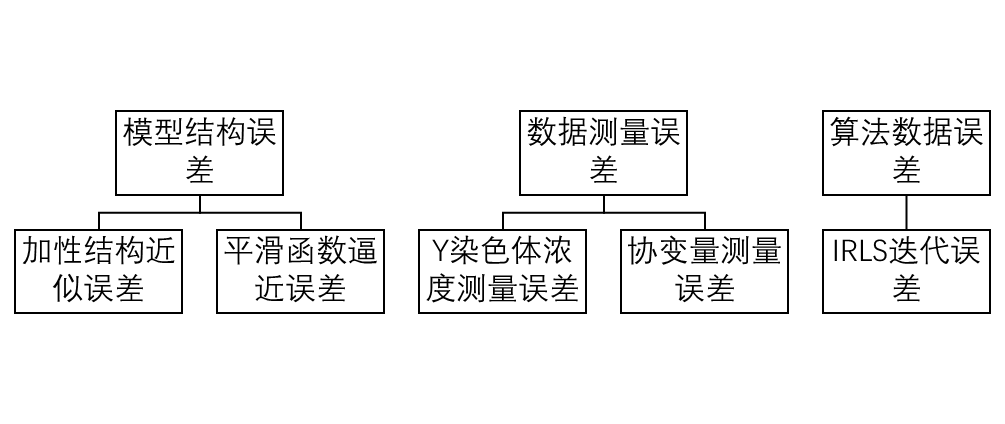 模型结构误
差
数据测量误
差
算法数据误
差
加性结构近
似误差
平滑函数逼
近误差
Y染色体浓
度测量误差
协变量测量
误差
IRLS迭代误
差